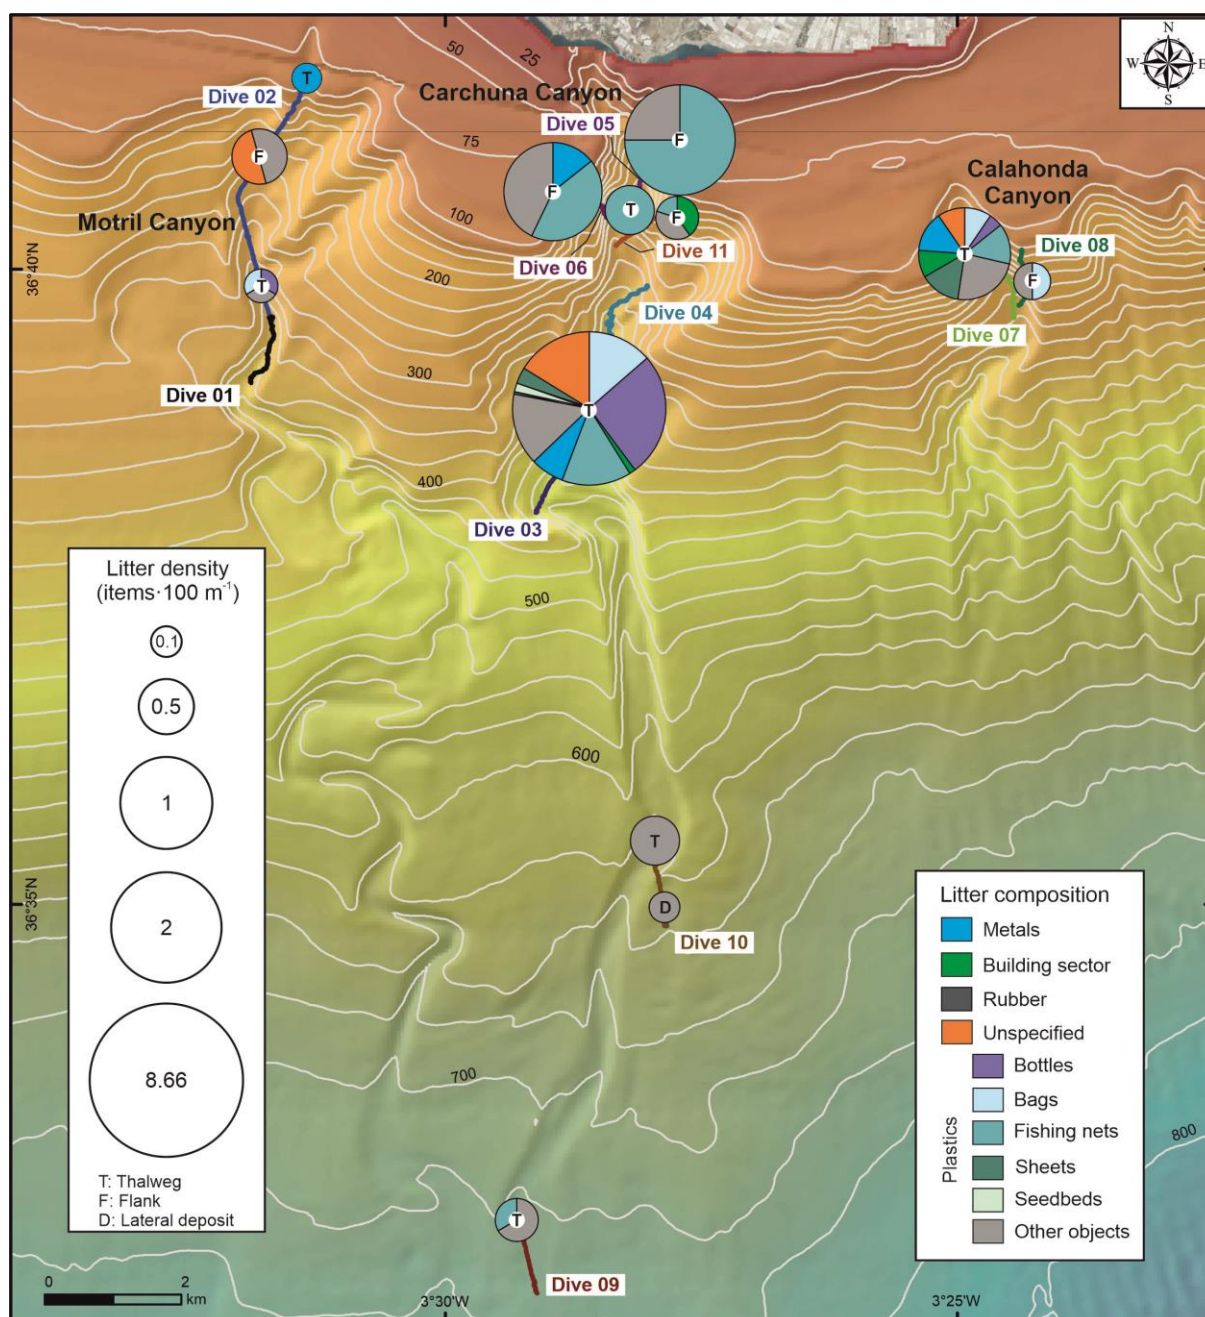 N
W E
S
50
25
Carchuna Canyon
Dive 05
T
Dive 02
75
F
F
F
Calahonda
Canyon
Motril Canyon
100
T
F
Dive 11
Dive 06
Dive 08
T
36°40'N
200
F
T
Dive 04
Dive 07
300
Dive 01
T
400
Dive 03
Litter density
(items·100 m⁻¹)
0.1
0.5
1
2
8.66
T: Thalweg
F: Flank
D: Lateral deposit
500
600
T
D
Dive 10
36°35'N
700
800
T
Dive 09
Litter composition
Metals
Building sector
Rubber
Unspecified
Plastics
Bottles
Bags
Fishing nets
Sheets
Seedbeds
Other objects
0 2
km
3°30'W
3°25'W